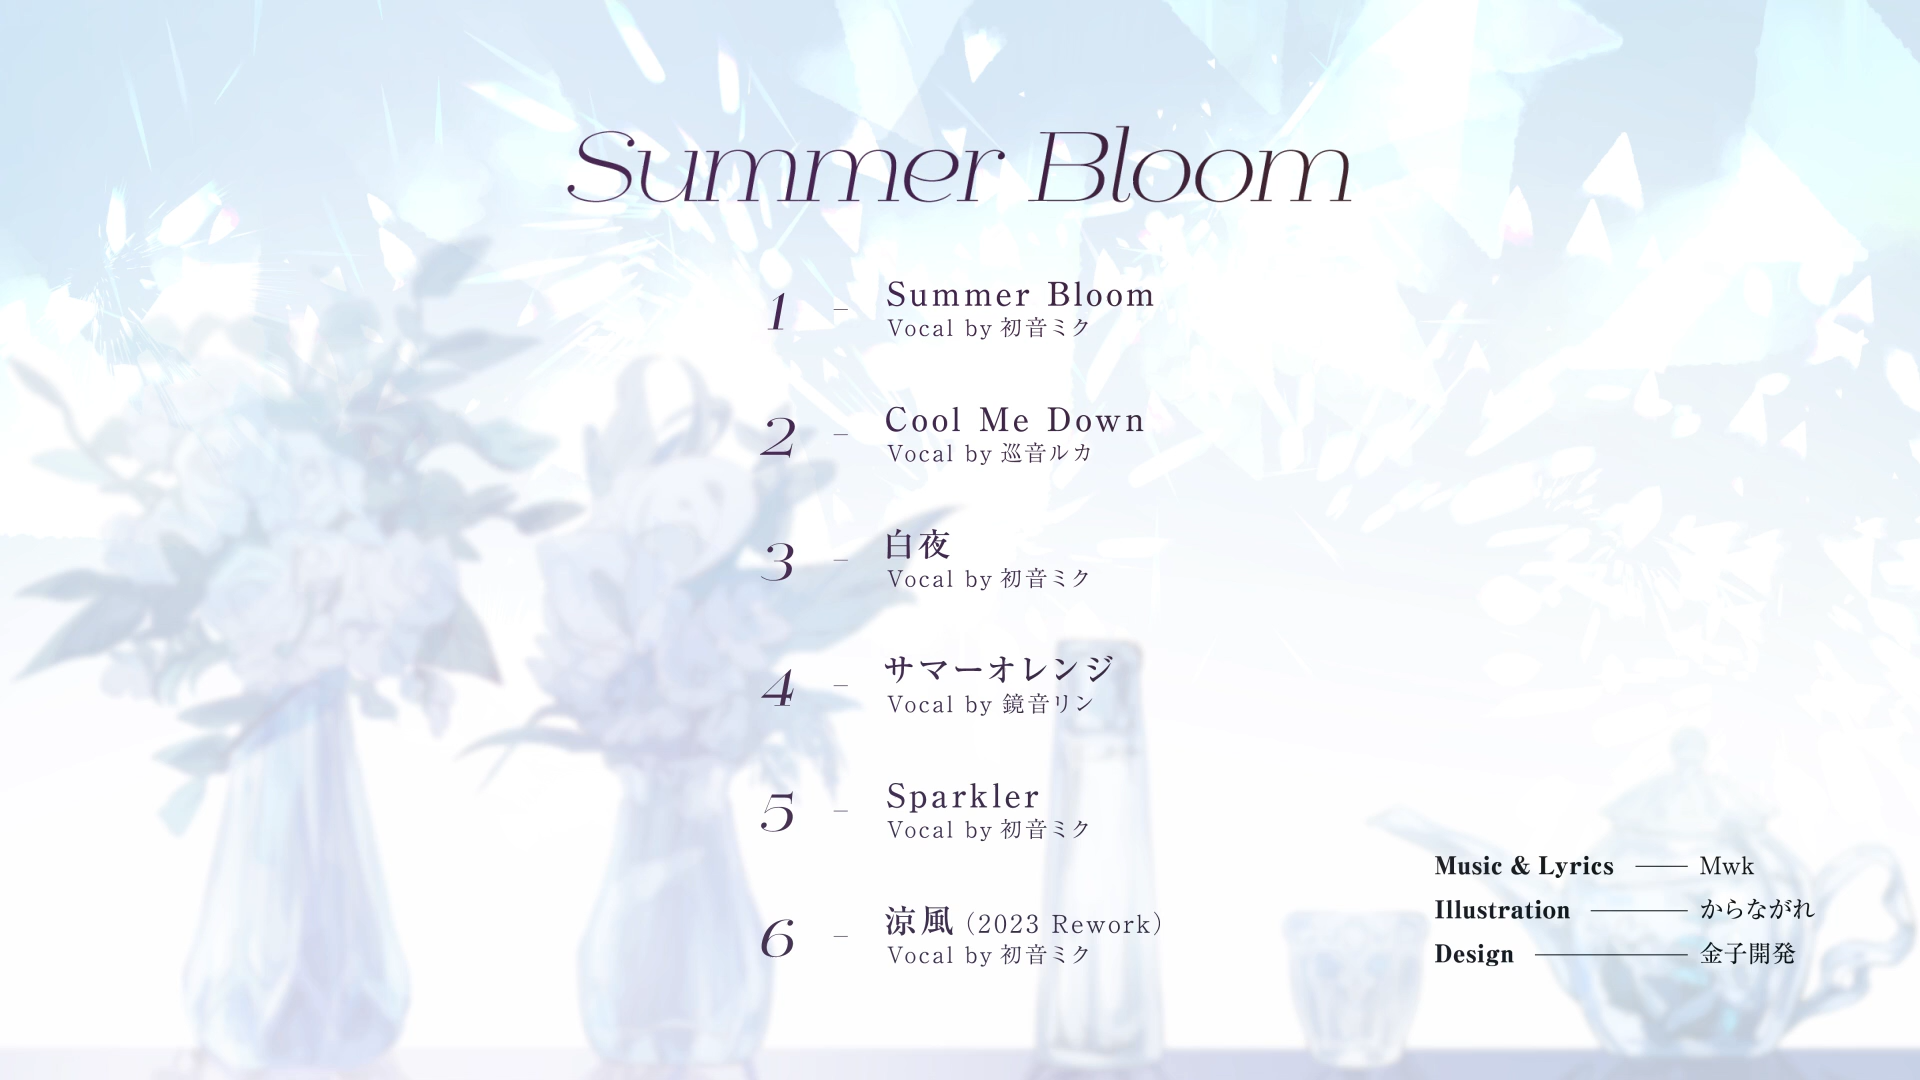 Summer Bloom
1 – Summer Bloom
Vocal by 初音ミク
2 – Cool Me Down
Vocal by 巡音ルカ
3 – 白夜
Vocal by 初音ミク
4 – サマーオレンジ
Vocal by 鏡音リン
5 – Sparkler
Vocal by 初音ミク
6 – 涼風 (2023 Rework)
Vocal by 初音ミク
Music & Lyrics — Mwk
Illustration — からながれ
Design — 金子開発